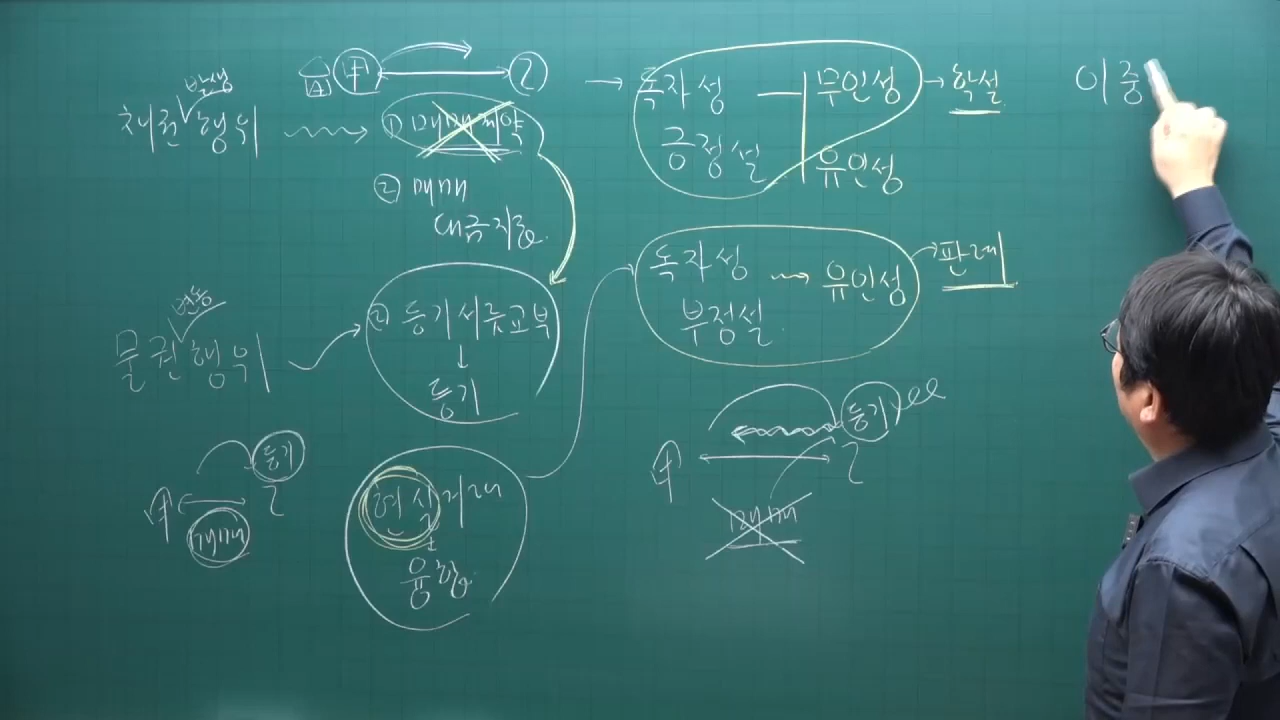 발생
채권행위
甲 乙
① 매매계약
② 매매
대금지급
독자성 무인성
긍정설 유인성
학설
이중
변동
물권행위
② 등기서류교부
↓
등기
독자성 유인성
부정설
판례
등기
甲 乙
매매
현실거래
↓
등기
甲 乙
매매